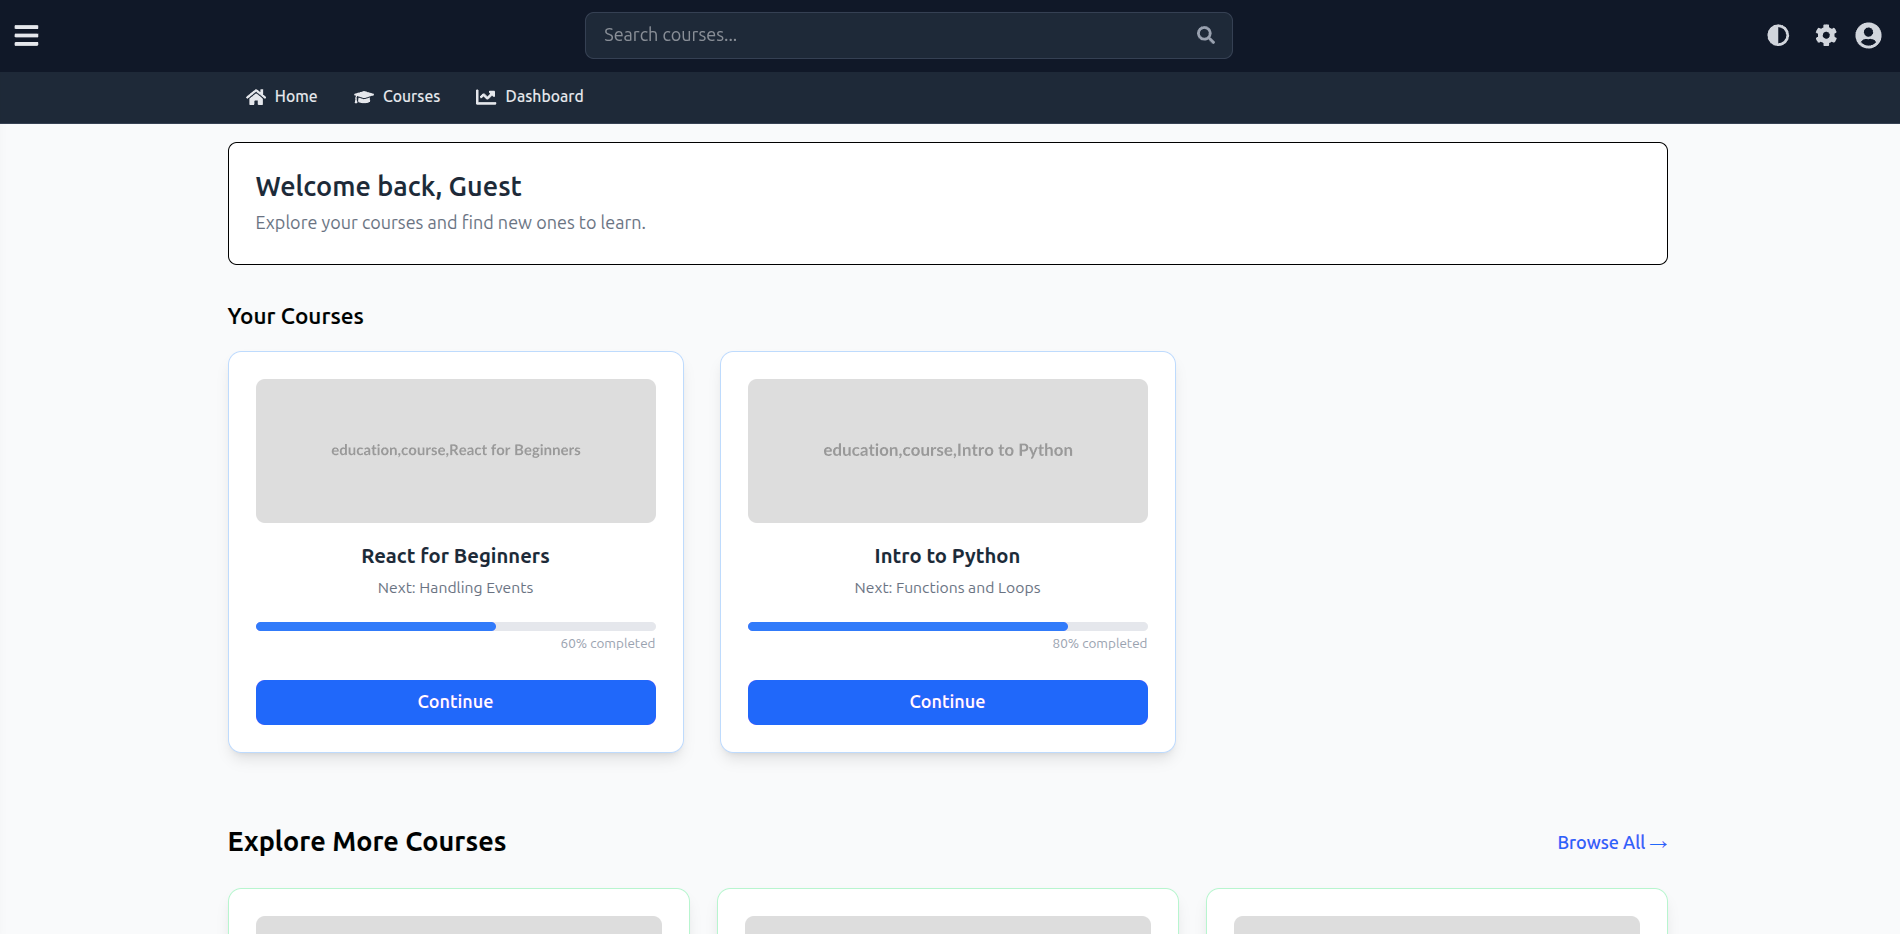 Search courses...
Home
Courses
Dashboard
Welcome back, Guest
Explore your courses and find new ones to learn.
Your Courses
education,course,React for Beginners
React for Beginners
Next: Handling Events
60% completed
Continue
education,course,Intro to Python
Intro to Python
Next: Functions and Loops
80% completed
Continue
Explore More Courses
Browse All →